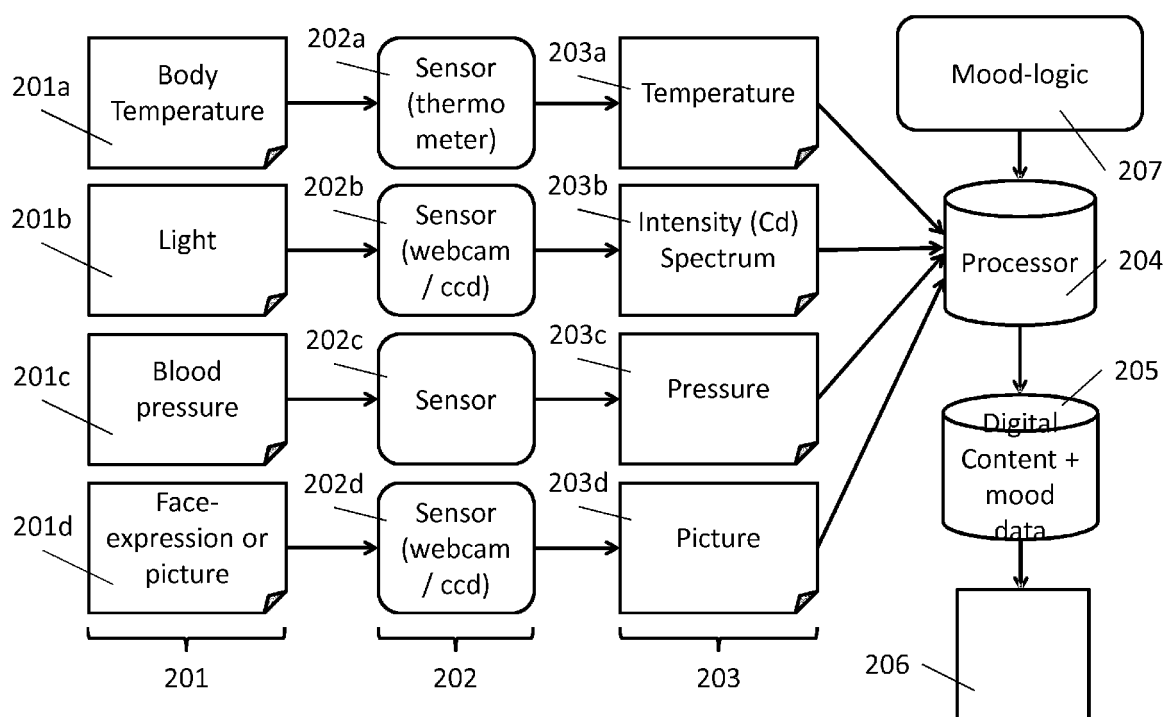 202a
203a
201a
Body
Temperature
Sensor
(thermo
meter)
Temperature
Mood-logic
207
202b
203b
201b
Light
Sensor
(webcam
/ ccd)
Intensity (Cd)
Spectrum
Processor
204
202c
203c
201c
Blood
pressure
Sensor
Pressure
205
Digital
Content +
mood
data
202d
203d
201d
Face-
expression or
picture
Sensor
(webcam
/ ccd)
Picture
201
202
203
206